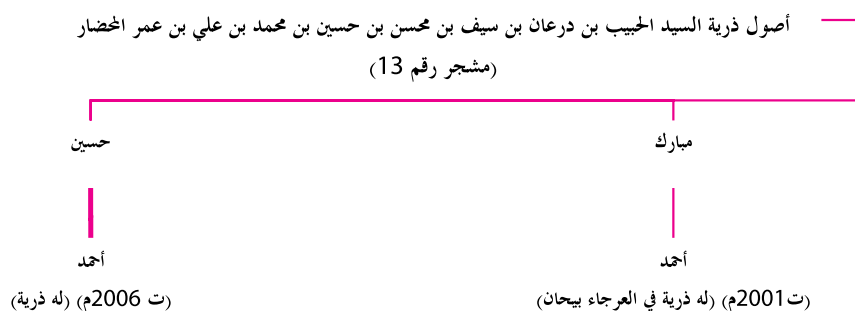 أصول ذرية السيد الحبيب بن درعان بن سيف بن محسن بن حسين بن محمد بن علي بن عمر المحضار
(مشجر رقم 13)
مبارك
حسين
أحمد
أحمد
(ت2001م) (له ذرية في العرجاء بيحان)
(ت 2006م) (له ذرية)